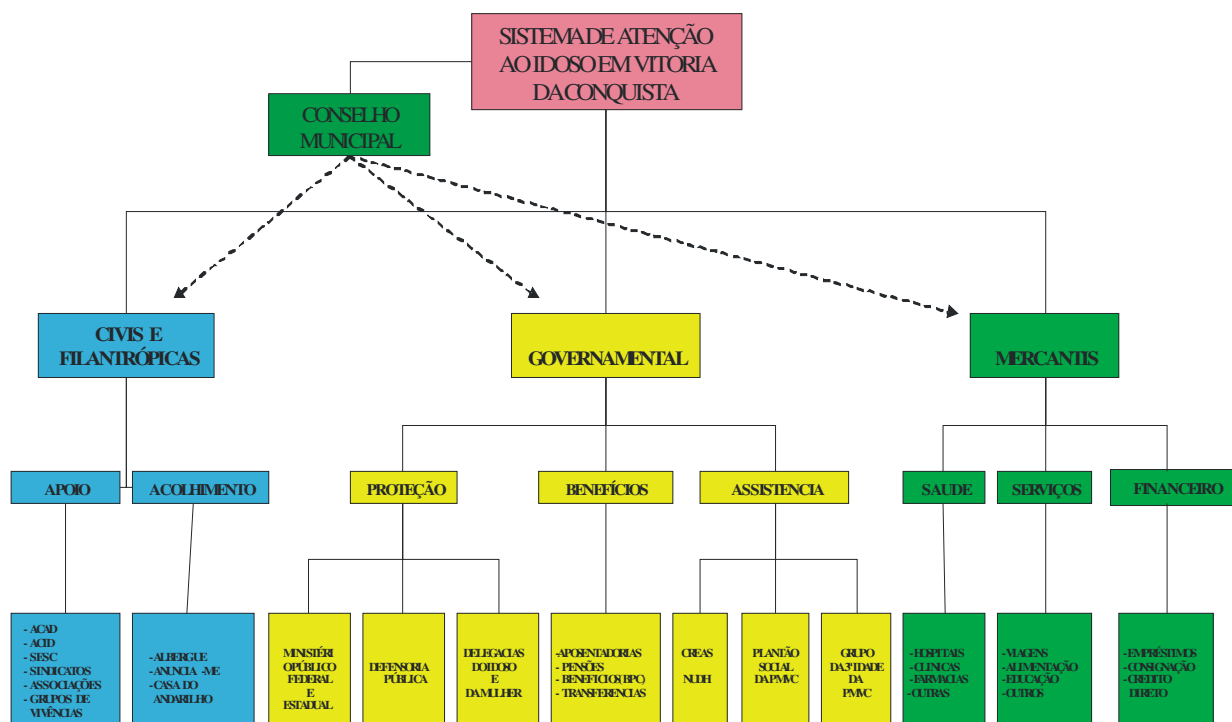 SISTEMA DE ATENÇÃO
AO IDOSO EM VITORIA
DA CONQUISTA
CONSELHO
MUNICIPAL
CIVIS E
FILANTRÓPICAS
GOVERNAMENTAL
MERCANTIS
APOIO
ACOLHIMENTO
PROTEÇÃO
BENEFÍCIOS
ASSISTENCIA
SAUDE
SERVIÇOS
FINANCEIRO
- ACAD
- ACID
- SESC
- SINDICATOS
- ASSOCIAÇÕES
- GRUPOS DE
VIVÊNCIAS
- ALBERGUE
- ANUNCIA -ME
- CASA DO
ANDARILHO
MINISTÉRI
O PÚBLICO
FEDERAL
E
ESTADUAL
DEFENSORIA
PÚBLICA
DELEGACIAS
DO IDOSO
E
DA MULHER
-APOSENTADORIAS
- PENSÕES
- BENEFICIOS( BPC)
- TRANSFERENCIAS
CREAS
NUDH
PLANTÃO
SOCIAL
DA PMVC
GRUPO
DA 3ª IDADE
DA
PMVC
-HOSPITAIS
- CLINICAS
-FARMACIAS
-OUTRAS
- VIAGENS
- ALIMENTAÇÃO
- EDUCAÇÃO
- OUTROS
- EMPRÉSTIMOS
- CONSIGNAÇÃO
- CREDITO
DIRETO